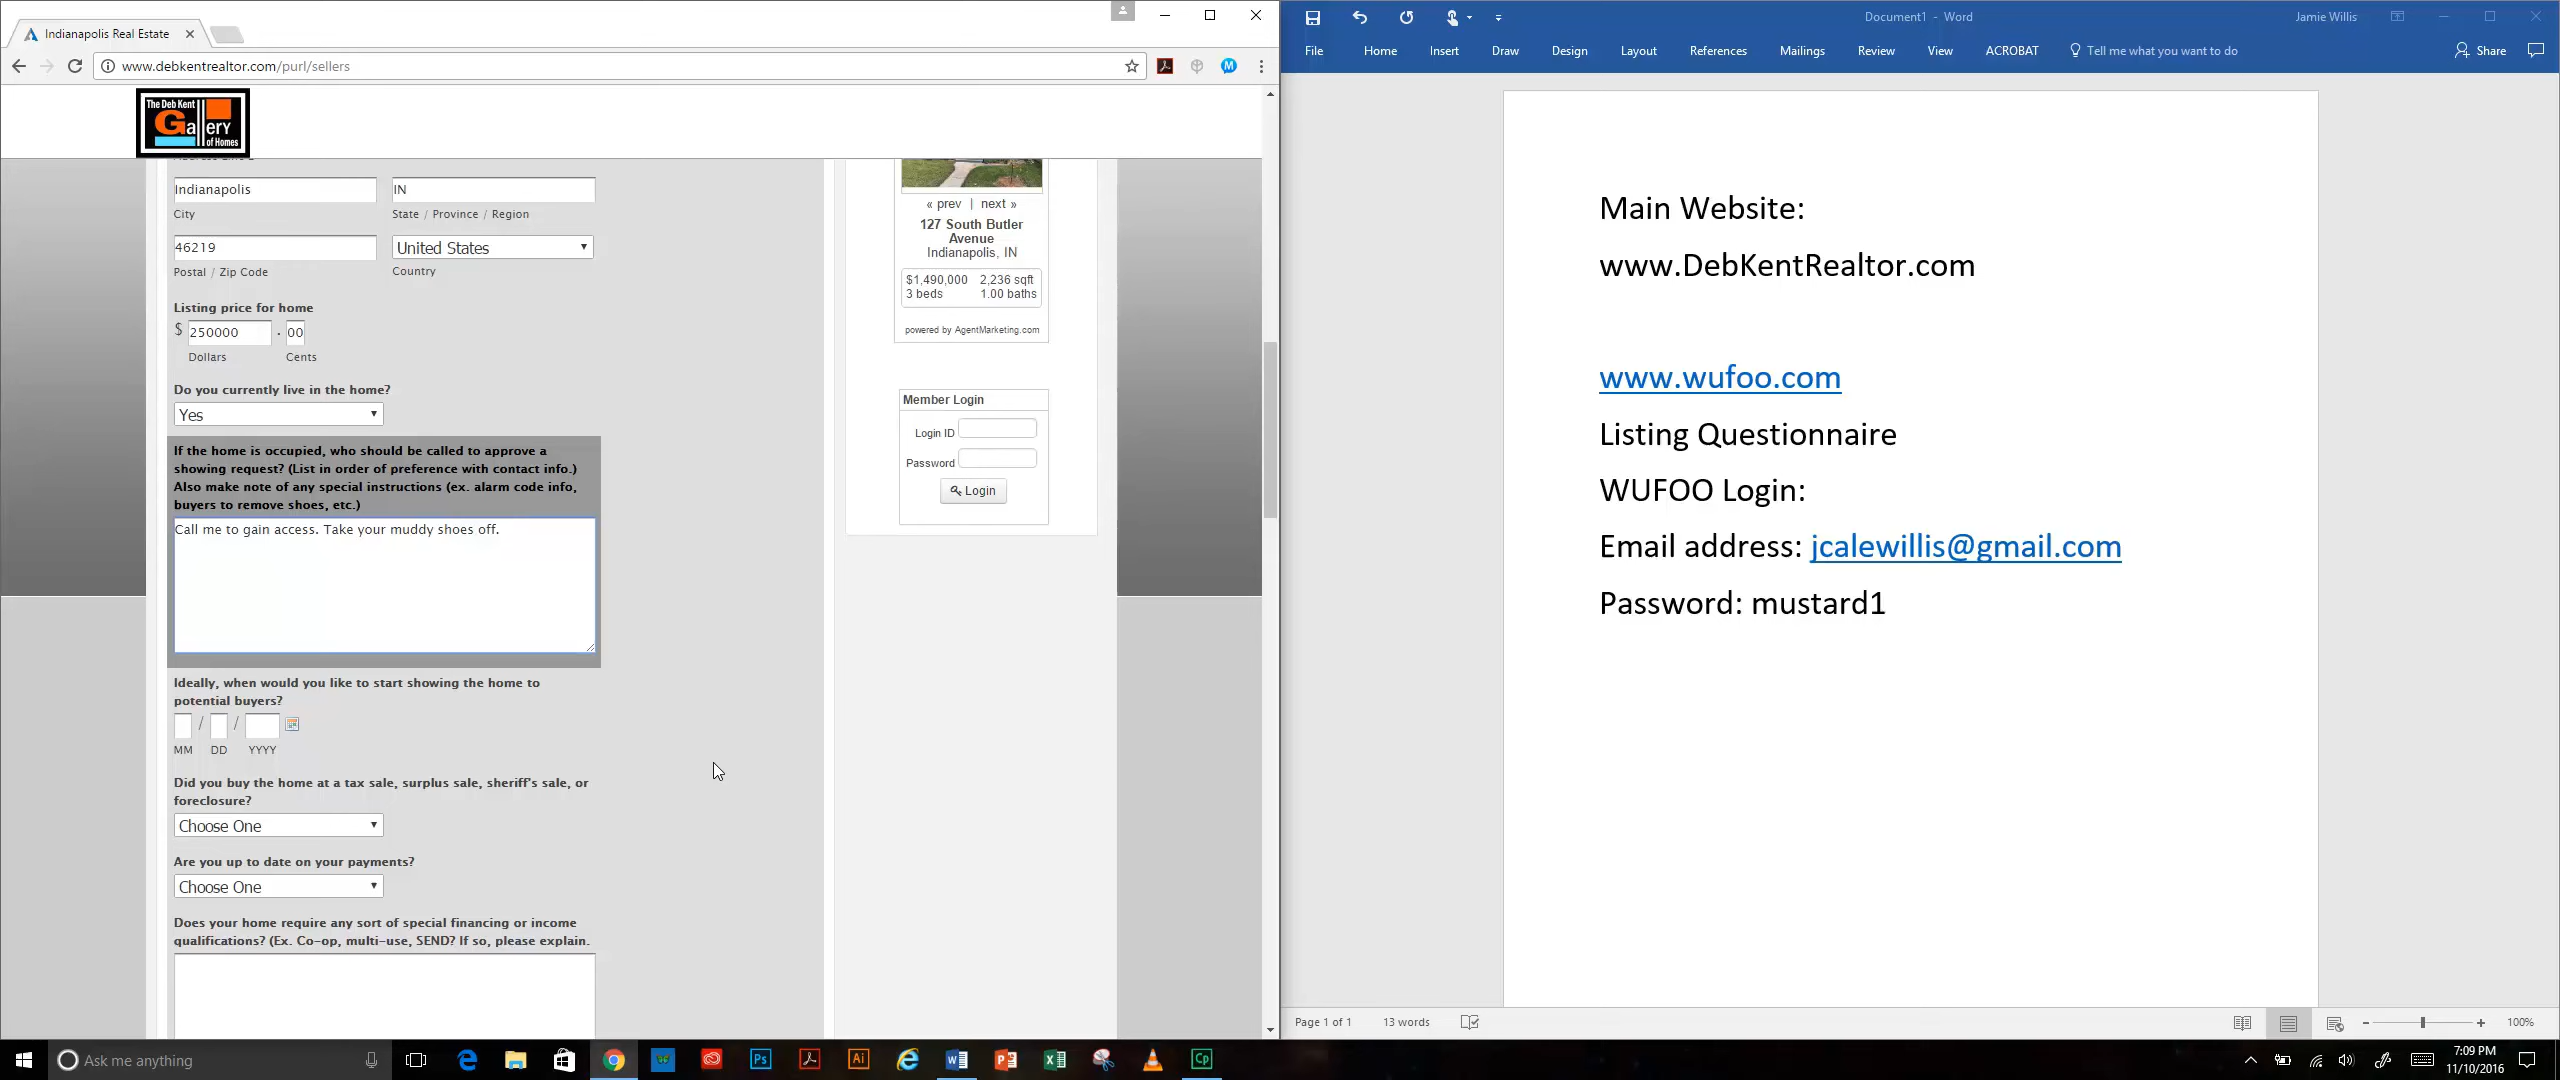 Indianapolis Real Estate
www.debkentrealtor.com/purl/sellers
The Deb Kent
Gallery
of Homes
Indianapolis
IN
City
State / Province / Region
46219
United States
Postal / Zip Code
Country
Listing price for home
$ 250000 . 00
Dollars
Cents
Do you currently live in the home?
Yes
If the home is occupied, who should be called to approve a
showing request? (List in order of preference with contact info.)
Also make note of any special instructions (ex. alarm code info,
buyers to remove shoes, etc.)
Call me to gain access. Take your muddy shoes off.
Ideally, when would you like to start showing the home to
potential buyers?
/ /
MM DD YYYY
Did you buy the home at a tax sale, surplus sale, sheriff's sale, or
foreclosure?
Choose One
Are you up to date on your payments?
Choose One
Does your home require any sort of special financing or income
qualifications? (Ex. Co-op, multi-use, SEND? If so, please explain.
« prev | next »
127 South Butler
Avenue
Indianapolis, IN
$1,490,000 2,236 sqft
3 beds 1.00 baths
powered by AgentMarketing.com
Member Login
Login ID
Password
Login
Document1 - Word
Jamie Willis
File Home Insert Draw Design Layout References Mailings Review View ACROBAT Tell me what you want to do Share
Main Website:
www.DebKentRealtor.com
www.wufoo.com
Listing Questionnaire
WUFOO Login:
Email address: jcalewillis@gmail.com
Password: mustard1
Page 1 of 1 13 words
100%
Ask me anything
7:09 PM
11/10/2016